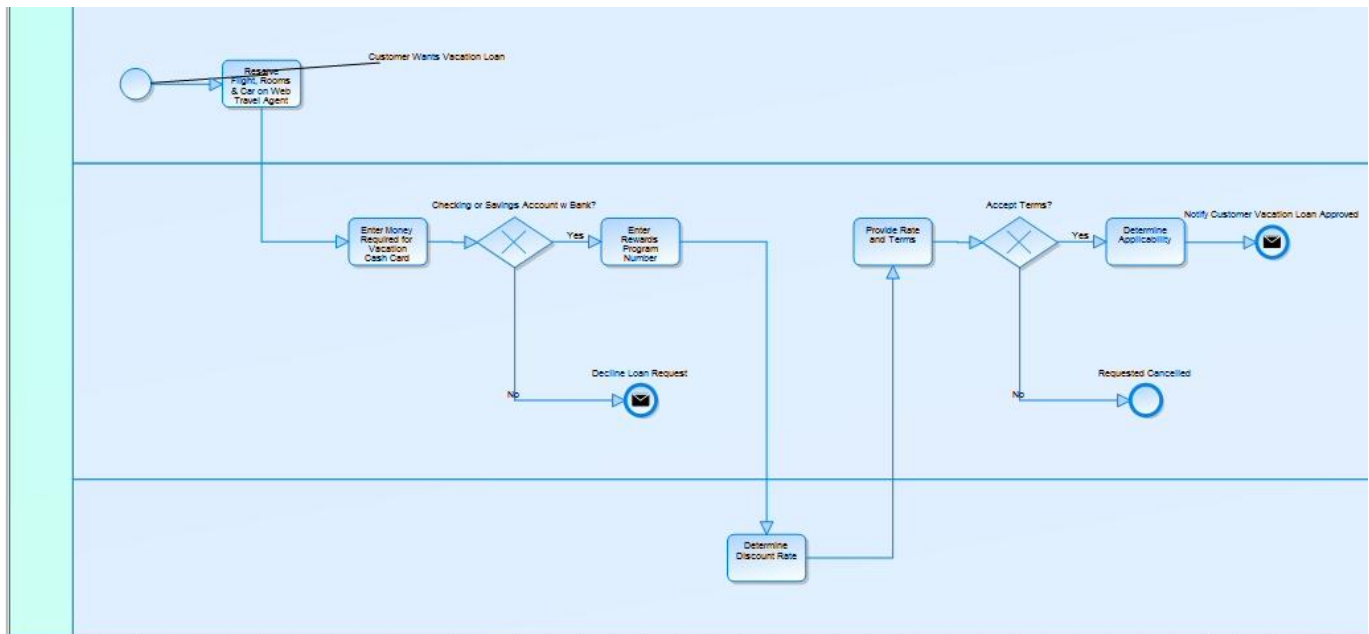 Customer Wants Vacation Loan
Reserve
Flight, Rooms
& Car on Web
Travel Agent
Checking or Savings Account w Bank?
Enter Money
Required for
Vacation
Cash Card
Yes
Enter
Rewards
Program
Number
No
Decline Loan Request
Determine
Discount Rate
Provide Rate
and Terms
Accept Terms?
Yes
Determine
Applicability
Notify Customer Vacation Loan Approved
No
Requested Cancelled